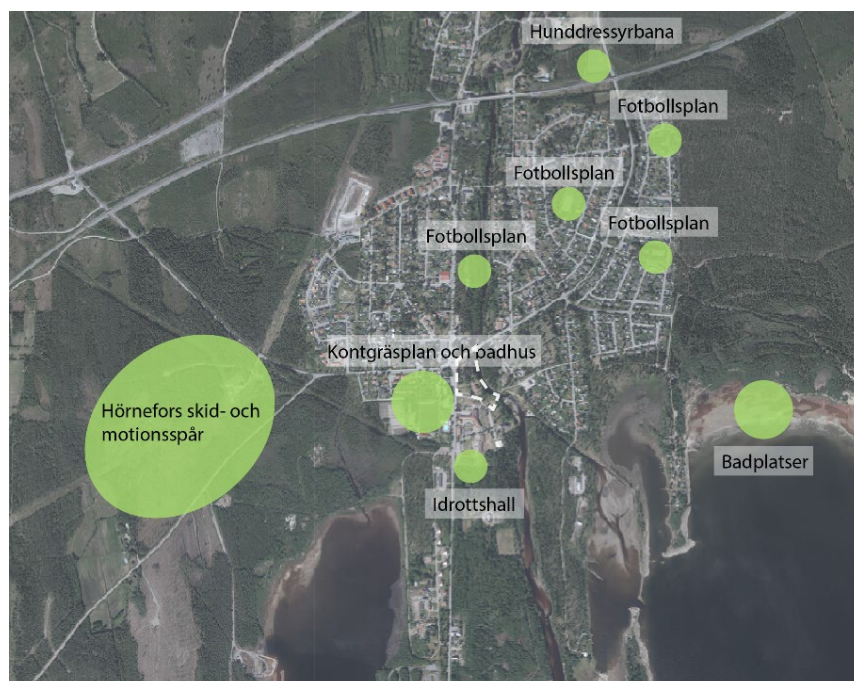 Hunddressyrbana
Fotbollsplan
Fotbollsplan
Fotbollsplan
Fotbollsplan
Kontgräsplan och badhus
Hörnefors skid- och
motionsspår
Badplatser
Idrottshall